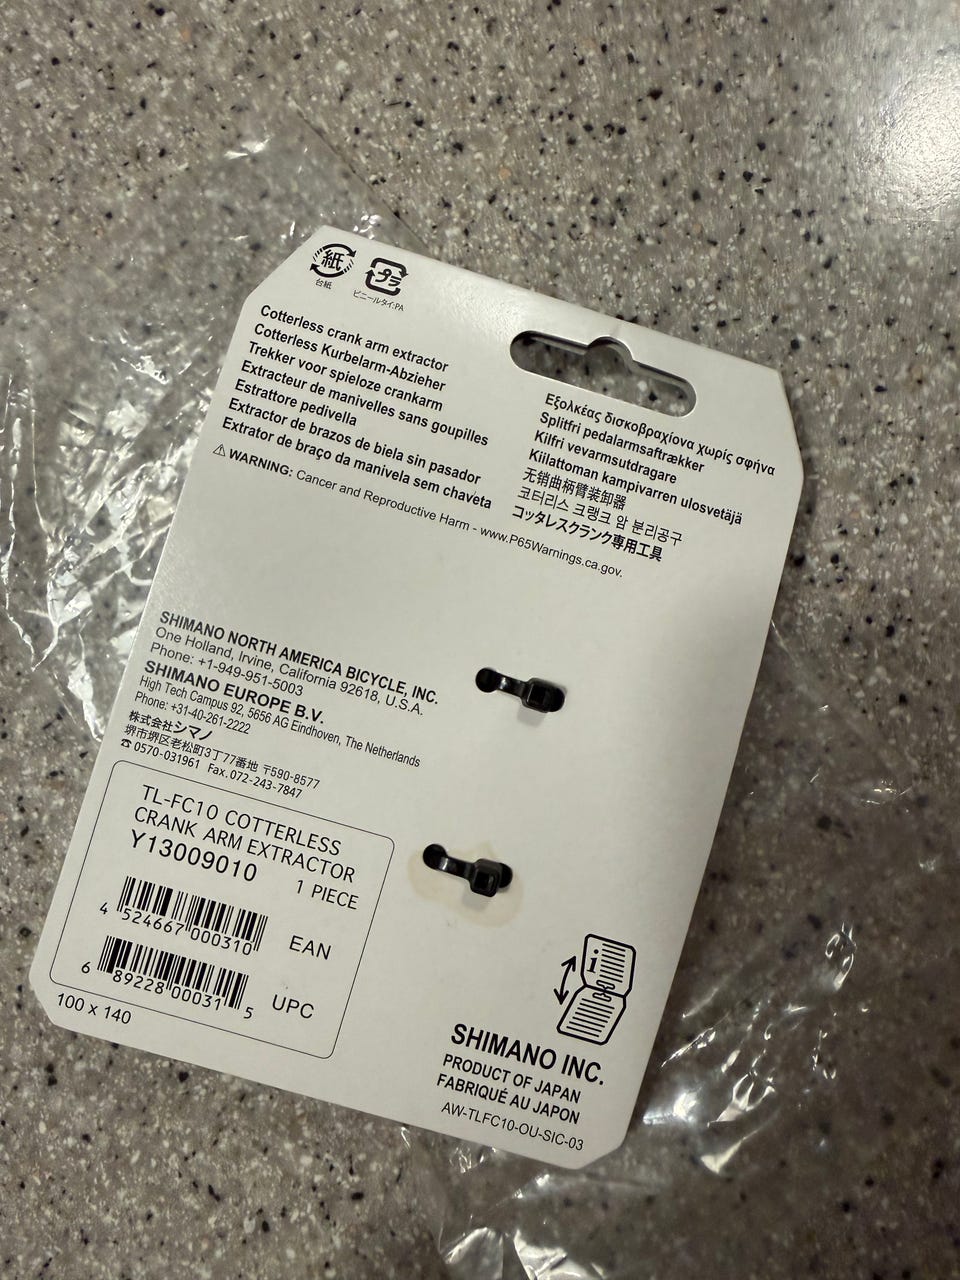 紙
台紙
プラ
ビニールタイ:PA
Cotterless crank arm extractor
Cotterless Kurbelarm-Abzieher
Trekker voor spieloze crankarm
Extracteur de manivelles sans goupilles
Estrattore pedivella
Extractor de brazos de biela sin pasador
Extrator de braço da manivela sem chaveta
Εξολκέας δισκοβραχίονα χωρίς σφήνα
Splitfri pedalarmsaftrækker
Kilfri vevarmsutdragare
Kiilattoman kampivarren ulosvetäjä
无销曲柄臂装卸器
코터리스 크랭크 암 분리공구
コッタレスクランク専用工具
⚠ WARNING: Cancer and Reproductive Harm - www.P65Warnings.ca.gov.
SHIMANO NORTH AMERICA BICYCLE, INC.
One Holland, Irvine, California 92618, U.S.A.
Phone: +1-949-951-5003
SHIMANO EUROPE B.V.
High Tech Campus 92, 5656 AG Eindhoven, The Netherlands
Phone: +31-40-261-2222
株式会社シマノ
堺市堺区老松町3丁77番地 〒590-8577
☎ 0570-031961 Fax.072-243-7847
TL-FC10 COTTERLESS
CRANK ARM EXTRACTOR
Y13009010
1 PIECE
4 524667 000310
EAN
6 89228 00031 5
UPC
100 x 140
i
SHIMANO INC.
PRODUCT OF JAPAN
FABRIQUÉ AU JAPON
AW-TLFC10-OU-SIC-03